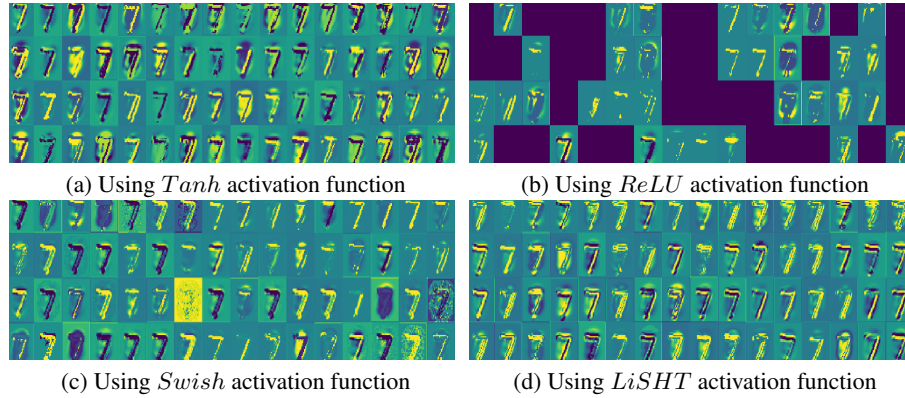 (a) Using Tanh activation function
(b) Using ReLU activation function
(c) Using Swish activation function
(d) Using LiSHT activation function